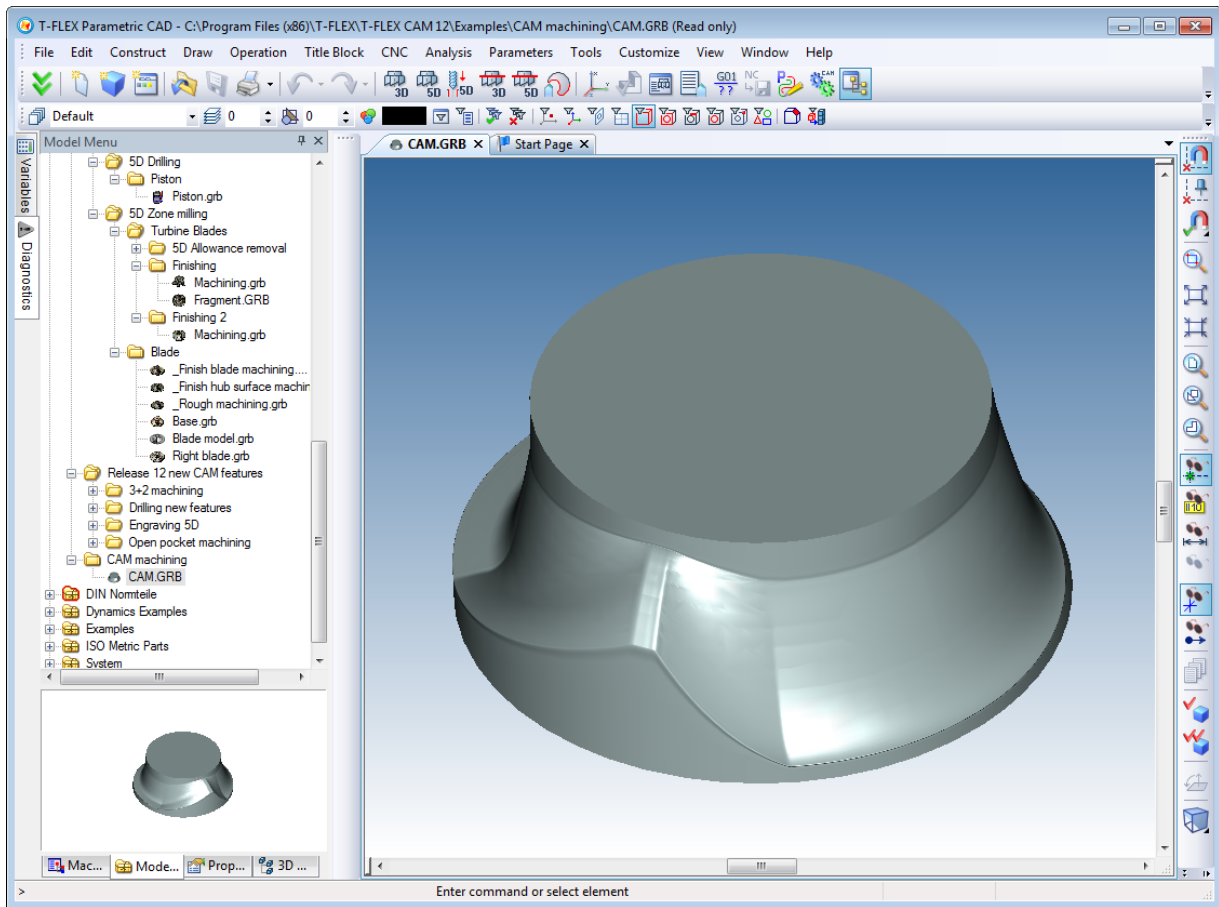 T-FLEX Parametric CAD - C:\Program Files (x86)\T-FLEX\T-FLEX CAM 12\Examples\CAM machining\CAM.GRB (Read only)
File Edit Construct Draw Operation Title Block CNC Analysis Parameters Tools Customize View Window Help
3D 5D 5D 3D 5D G01 ?? NC CAM
Default 0 0
Model Menu
CAM.GRB Start Page
Variables
Diagnostics
5D Drilling
Piston
Piston.grb
5D Zone milling
Turbine Blades
5D Allowance removal
Finishing
Machining.grb
Fragment.GRB
Finishing 2
Machining.grb
Blade
_Finish blade machining....
_Finish hub surface machin
_Rough machining.grb
Base.grb
Blade model.grb
Right blade.grb
Release 12 new CAM features
3+2 machining
Drilling new features
Engraving 5D
Open pocket machining
CAM machining
CAM.GRB
DIN Normteile
Dynamics Examples
Examples
ISO Metric Parts
System
10
Mac... Mode... Prop... 3D ...
> Enter command or select element